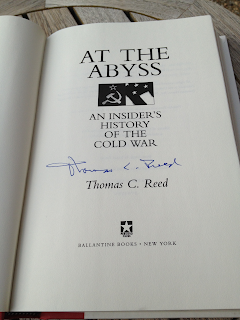 AT THE
ABYSS
AN INSIDER'S
HISTORY
OF THE
COLD WAR
Thomas C. Reed
Thomas C. Reed
BALLANTINE BOOKS • NEW YORK